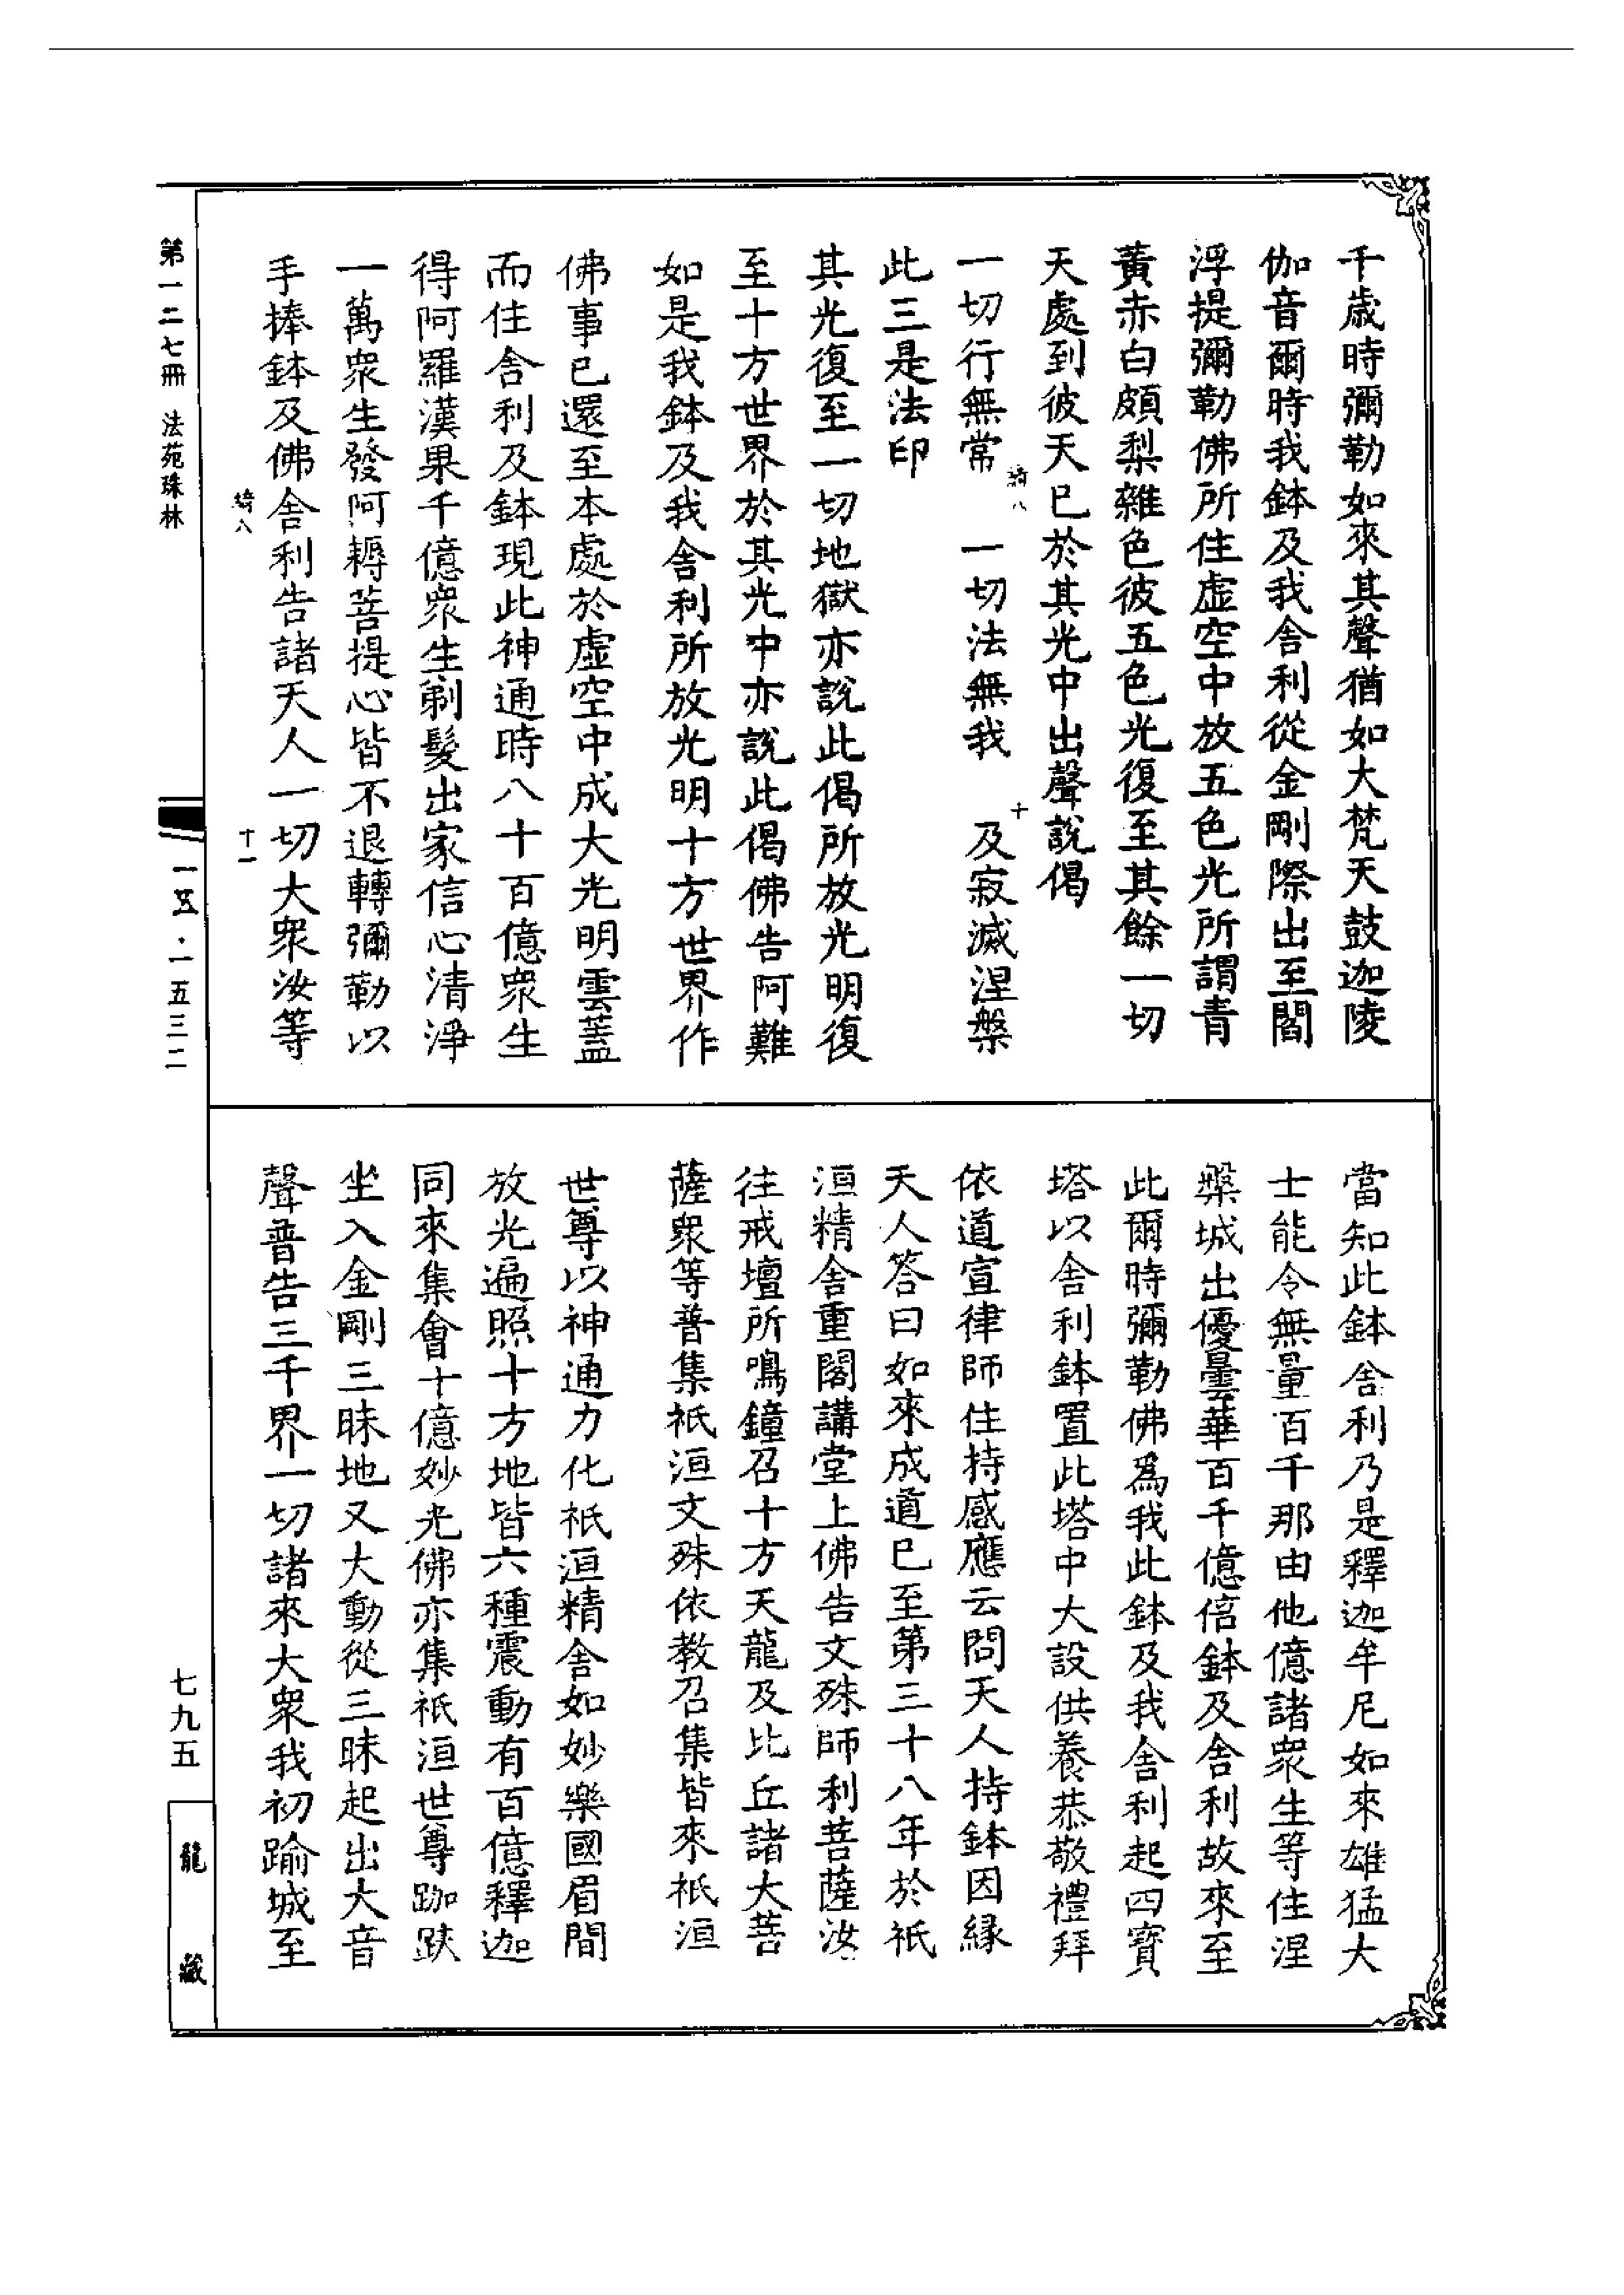 千歲時彌勒如來其聲猶如大梵天鼓迦陵
伽音爾時我鉢及我舍利從金剛際出至閻
浮提彌勒佛所住虛空中放五色光所謂青
黃赤白頗梨雜色彼五色光復至其餘一切
天處到彼天已於其光中出聲說偈
一切行無常 一切法無我 及寂滅涅槃
綺八 十
此三是法印
其光復至一切地獄亦說此偈所放光明復
至十方世界於其光中亦說此偈佛告阿難
如是我鉢及我舍利所放光明十方世界作
佛事已還至本處於虛空中成大光明雲蓋
而住舍利及鉢現此神通時八十百億眾生
得阿羅漢果千億眾生剃髮出家信心清淨
一萬眾生發阿耨菩提心皆不退轉彌勒以
手捧鉢及佛舍利告諸天人一切大眾汝等
綺八 十一
當知此鉢舍利乃是釋迦牟尼如來雄猛大
士能令無量百千那由他億諸眾生等住涅
槃城出優曇華百千億倍鉢及舍利故來至
此爾時彌勒佛為我此鉢及我舍利起四寶
塔以舍利鉢置此塔中大設供養恭敬禮拜
依道宣律師住持感應云問天人持鉢因緣
天人答曰如來成道已至第三十八年於祇
洹精舍重閣講堂上佛告文殊師利菩薩汝
往戒壇所鳴鐘召十方天龍及比丘諸大菩
薩眾等普集祇洹文殊依教召集皆來祇洹
世尊以神通力化祇洹精舍如妙樂國眉間
放光遍照十方地皆六種震動有百億釋迦
同來集會十億妙光佛亦集祇洹世尊跏趺
坐入金剛三昧地又大動從三昧起出大音
聲普告三千界一切諸來大眾我初踰城至
第一二七冊 法苑珠林
一五·一五三二
七九五
龍藏